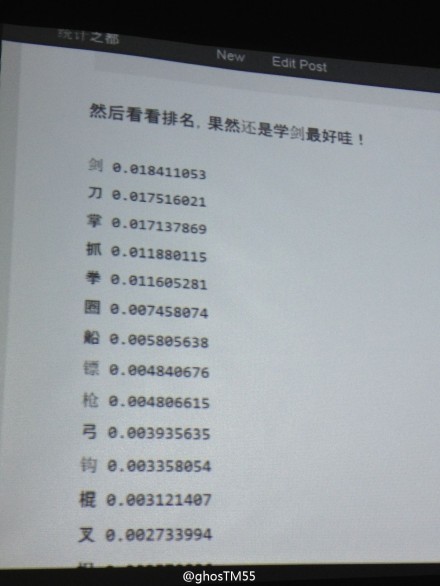 统计之都
New Edit Post
然后看看排名, 果然还是学剑最好哇!
剑 0.018411053
刀 0.017516021
掌 0.017137869
抓 0.011880115
拳 0.011605281
圈 0.007458074
船 0.005805638
镖 0.004840676
枪 0.004806615
弓 0.003935635
钩 0.003358054
棍 0.003121407
叉 0.002733994
@ghosTM55